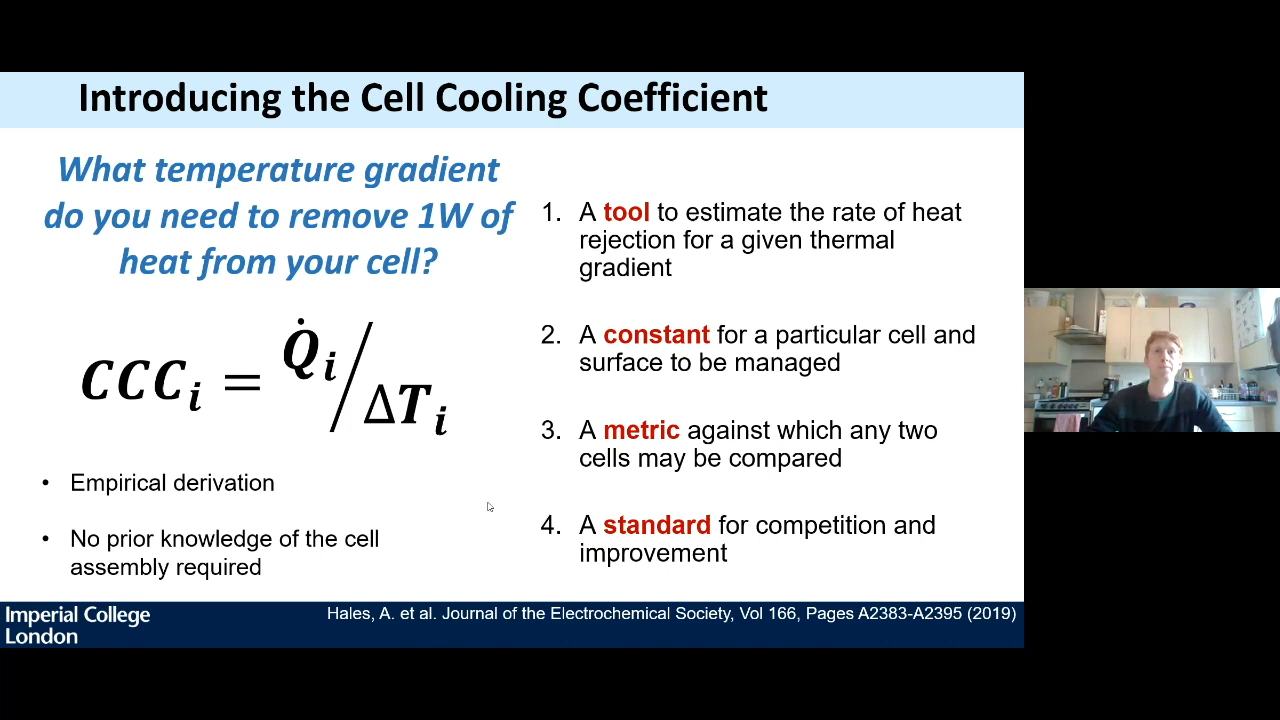 Introducing the Cell Cooling Coefficient
What temperature gradient
do you need to remove 1W of
heat from your cell?
CCCᵢ = Q̇ᵢ/ΔTᵢ
• Empirical derivation
• No prior knowledge of the cell
assembly required
1. A tool to estimate the rate of heat
rejection for a given thermal
gradient
2. A constant for a particular cell and
surface to be managed
3. A metric against which any two
cells may be compared
4. A standard for competition and
improvement
Imperial College
London
Hales, A. et al. Journal of the Electrochemical Society, Vol 166, Pages A2383-A2395 (2019)